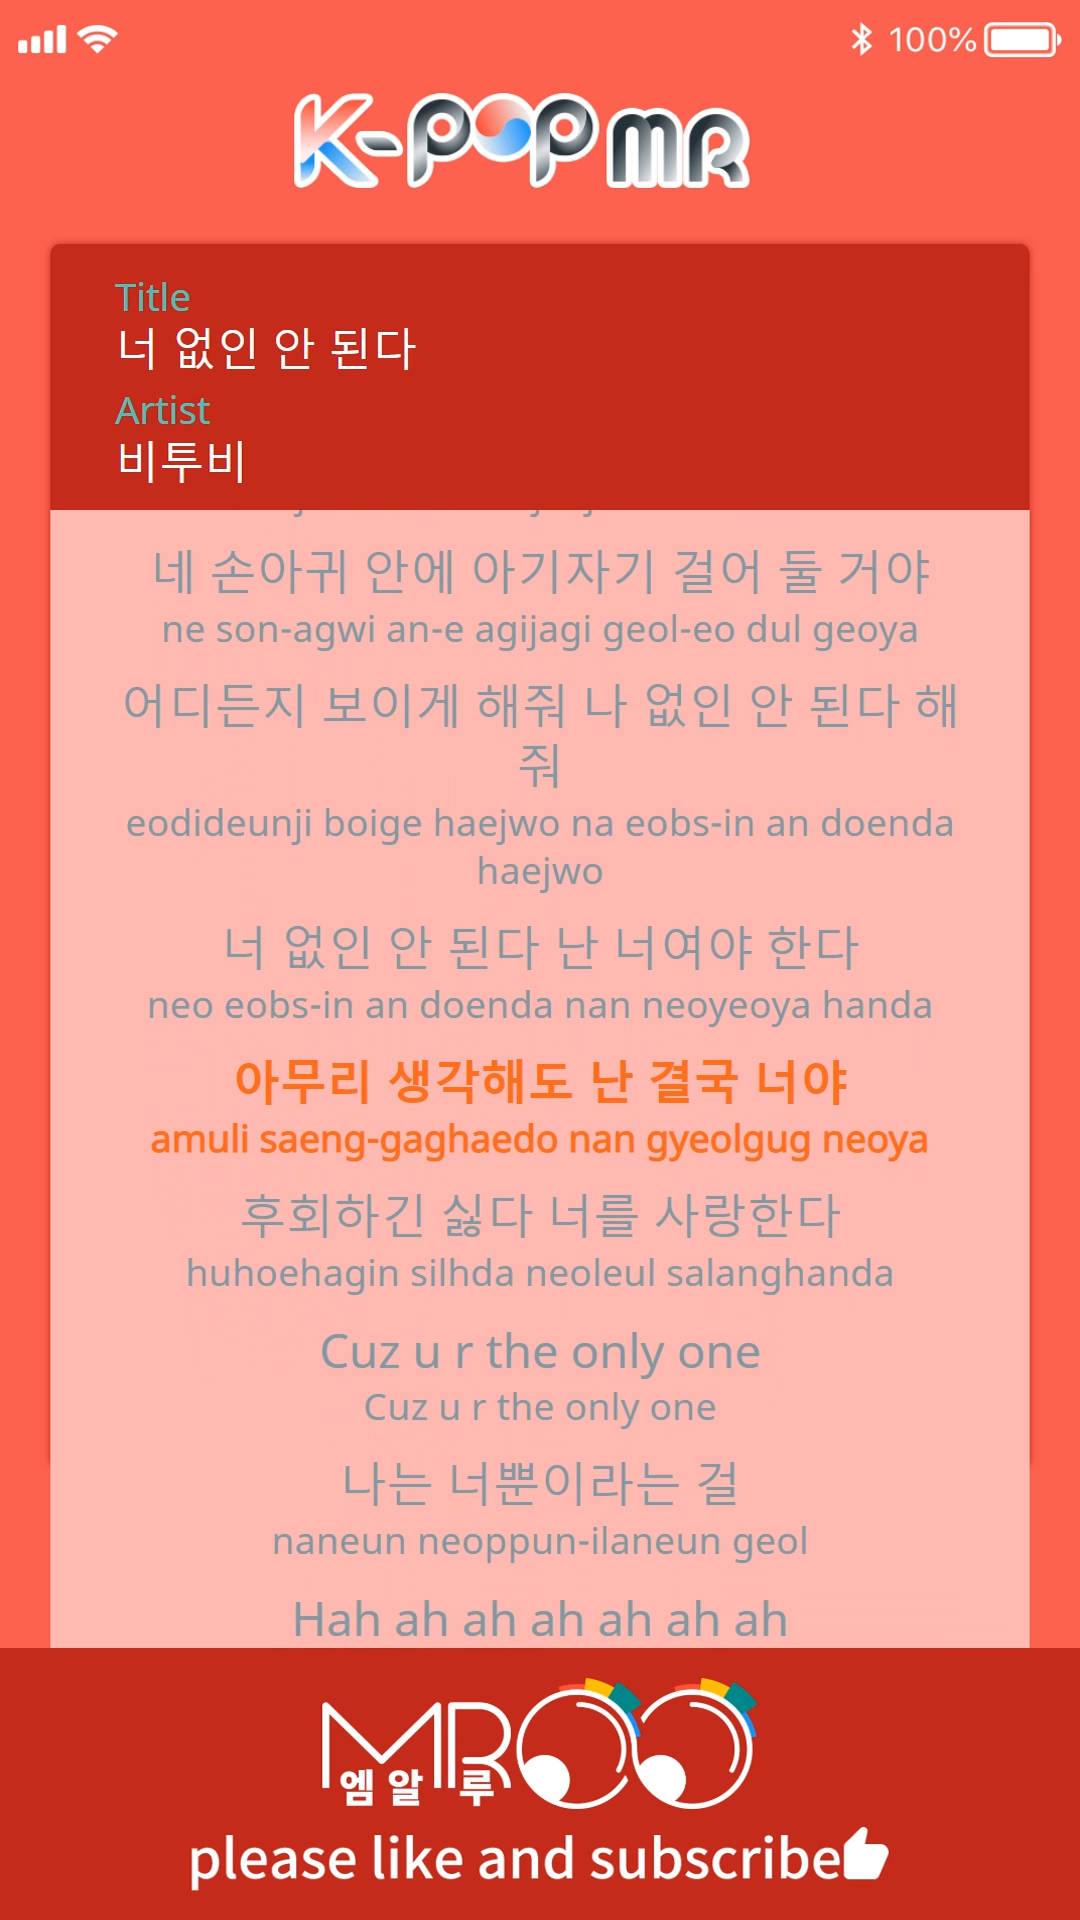 100%
K-POP MR
Title
너 없인 안 된다
Artist
비투비
네 손아귀 안에 아기자기 걸어 둘 거야
ne son-agwi an-e agijagi geol-eo dul geoya
어디든지 보이게 해줘 나 없인 안 된다 해
줘
eodideunji boige haejwo na eobs-in an doenda
haejwo
너 없인 안 된다 난 너여야 한다
neo eobs-in an doenda nan neoyeoya handa
아무리 생각해도 난 결국 너야
amuli saeng-gaghaedo nan gyeolgug neoya
후회하긴 싫다 너를 사랑한다
huhoehagin silhda neoleul salanghanda
Cuz u r the only one
Cuz u r the only one
나는 너뿐이라는 걸
naneun neoppun-ilaneun geol
Hah ah ah ah ah ah ah
MROO
엠알루
please like and subscribe